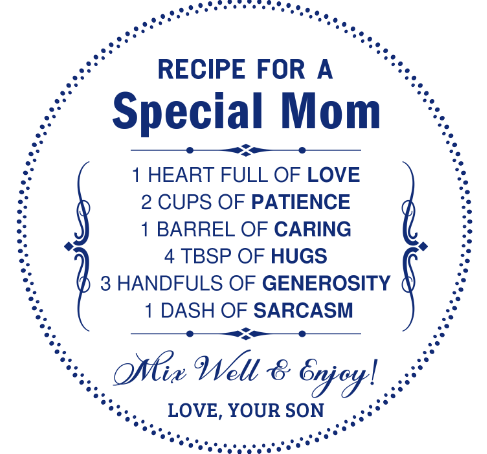 RECIPE FOR A
Special Mom
1 HEART FULL OF LOVE
2 CUPS OF PATIENCE
1 BARREL OF CARING
4 TBSP OF HUGS
3 HANDFULS OF GENEROSITY
1 DASH OF SARCASM
Mix Well & Enjoy!
LOVE, YOUR SON